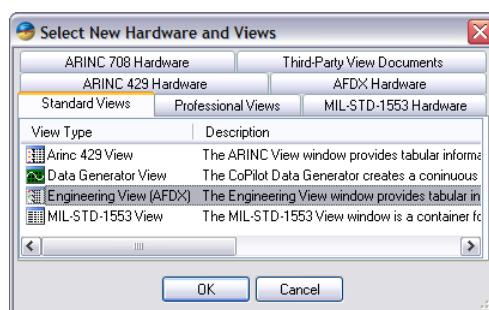 Select New Hardware and Views
ARINC 708 Hardware Third-Party View Documents
ARINC 429 Hardware AFDX Hardware
Standard Views Professional Views MIL-STD-1553 Hardware
View Type Description
Arinc 429 View The ARINC View window provides tabular informa
Data Generator View The CoPilot Data Generator creates a coninuous
Engineering View (AFDX) The Engineering View window provides tabular in
MIL-STD-1553 View The MIL-STD-1553 View window is a container fo
OK Cancel